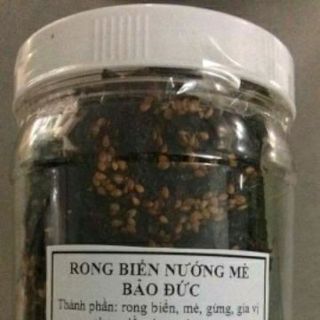 RONG BIỂN NƯỚNG MÈ
BẢO ĐỨC
Thành phần: rong biển, mè, gừng, gia vị